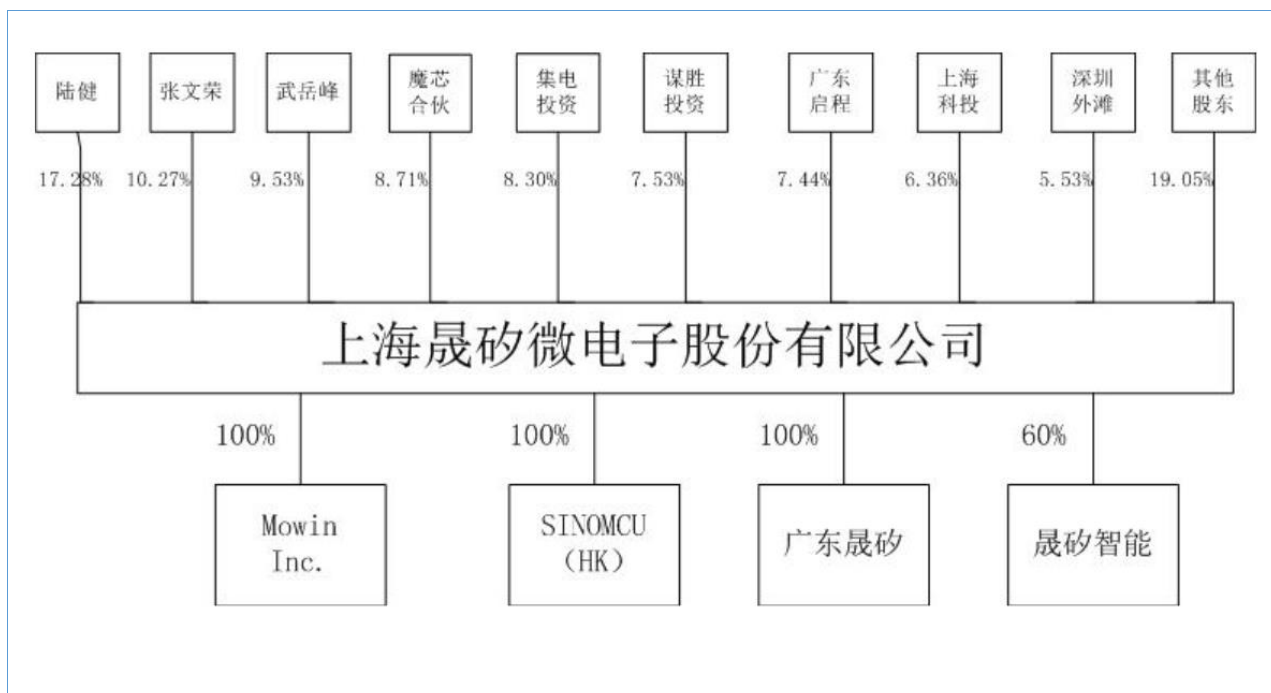 陆健
张文荣
武岳峰
魔芯
合伙
集电
投资
谋胜
投资
广东
启程
上海
科投
深圳
外滩
其他
股东
17.28%
10.27%
9.53%
8.71%
8.30%
7.53%
7.44%
6.36%
5.53%
19.05%
上海晟矽微电子股份有限公司
100%
100%
100%
60%
Mowin
Inc.
SINOMCU
（HK）
广东晟矽
晟矽智能